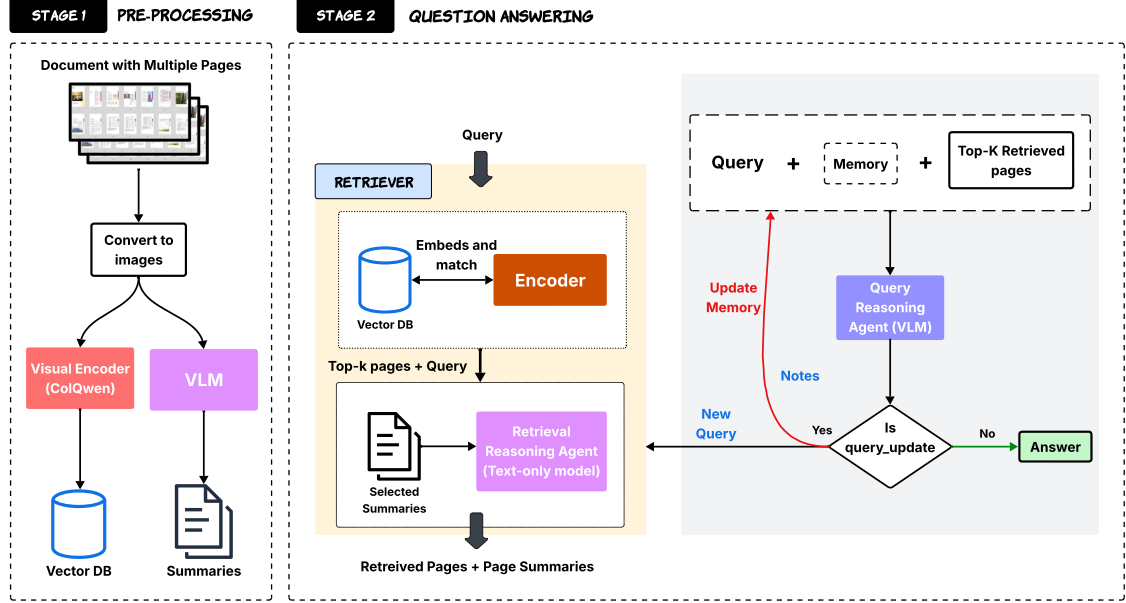 STAGE 1
PRE-PROCESSING
STAGE 2
QUESTION ANSWERING
Document with Multiple Pages
Convert to
images
Visual Encoder
(ColQwen)
VLM
Vector DB
Summaries
Query
RETRIEVER
Embeds and
match
Encoder
Vector DB
Top-k pages + Query
Selected
Summaries
Retrieval
Reasoning Agent
(Text-only model)
Retreived Pages + Page Summaries
Query + Memory + Top-K Retrieved
pages
Update
Memory
Query
Reasoning
Agent (VLM)
Notes
New
Query
Yes
Is
query_update
No
Answer